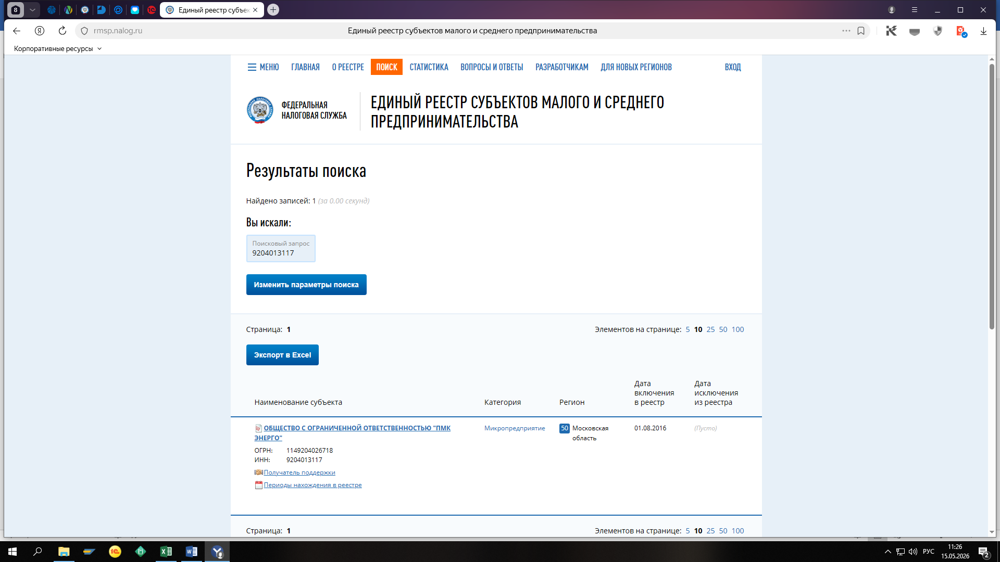 8
Единый реестр субъек
rmsp.nalog.ru
Единый реестр субъектов малого и среднего предпринимательства
Корпоративные ресурсы
МЕНЮ ГЛАВНАЯ О РЕЕСТРЕ ПОИСК СТАТИСТИКА ВОПРОСЫ И ОТВЕТЫ РАЗРАБОТЧИКАМ ДЛЯ НОВЫХ РЕГИОНОВ ВХОД
ФЕДЕРАЛЬНАЯ
НАЛОГОВАЯ СЛУЖБА
ЕДИНЫЙ РЕЕСТР СУБЪЕКТОВ МАЛОГО И СРЕДНЕГО
ПРЕДПРИНИМАТЕЛЬСТВА
Результаты поиска
Найдено записей: 1 (за 0.00 секунд)
Вы искали:
Поисковый запрос
9204013117
Изменить параметры поиска
Страница: 1
Элементов на странице: 5 10 25 50 100
Экспорт в Excel
Наименование субъекта
Категория
Регион
Дата
включения
в реестр
Дата
исключения
из реестра
ОБЩЕСТВО С ОГРАНИЧЕННОЙ ОТВЕТСТВЕННОСТЬЮ "ПМК
ЭНЕРГО"
ОГРН: 1149204026718
ИНН: 9204013117
Получатель поддержки
Периоды нахождения в реестре
Микропредприятие
50 Московская
область
01.08.2016
(Пусто)
Страница: 1
Элементов на странице: 5 10 25 50 100
РУС
11:26
15.05.2026
2